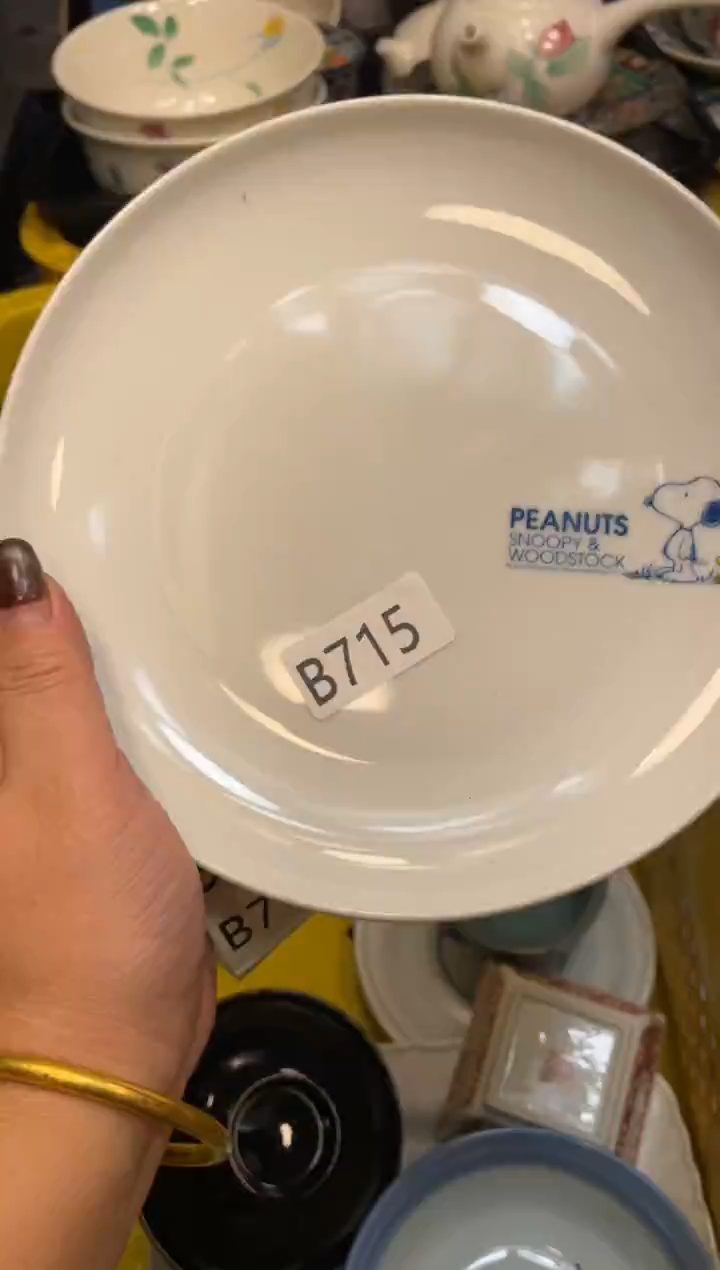 PEANUTS
SNOOPY &
WOODSTOCK
B715
B7